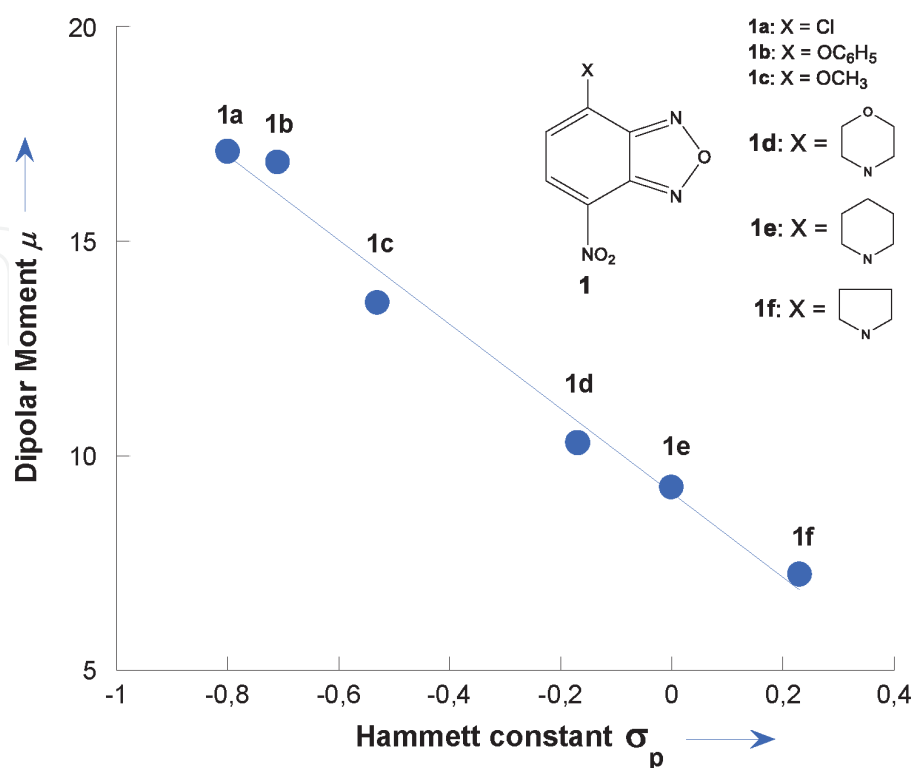 20
15
10
5
Dipolar Moment μ
-1
-0,8
-0,6
-0,4
-0,2
0
0,2
0,4
Hammett constant σp
1a
1b
1c
1d
1e
1f
X
N
O
N
NO2
1
1a: X = Cl
1b: X = OC6H5
1c: X = OCH3
1d: X =
O
N
1e: X =
N
1f: X =
N